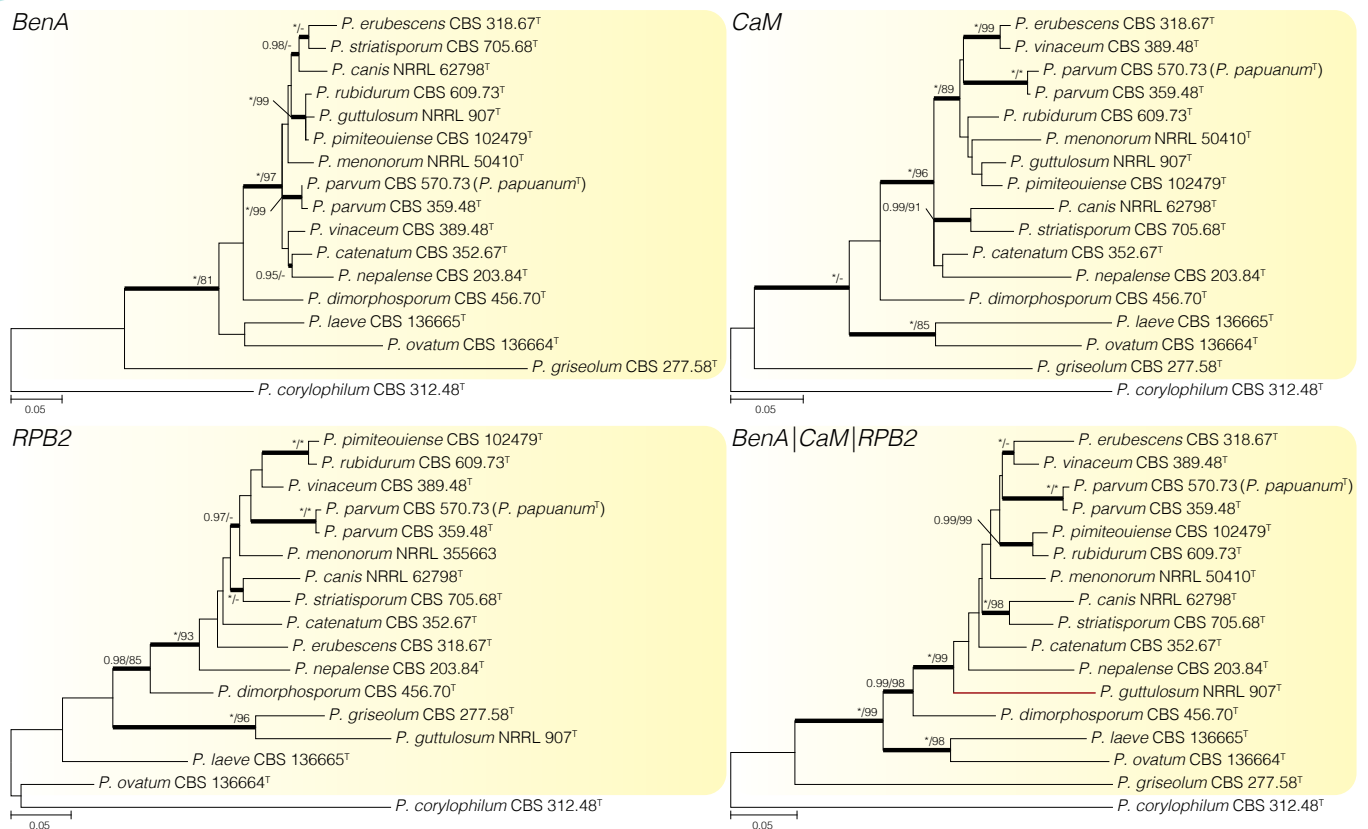 BenA
*/-
P. erubescens CBS 318.67ᵀ
0.98/-
P. striatisporum CBS 705.68ᵀ
P. canis NRRL 62798ᵀ
P. rubidurum CBS 609.73ᵀ
*/99
P. guttulosum NRRL 907ᵀ
P. pimiteouiense CBS 102479ᵀ
P. menonorum NRRL 50410ᵀ
*/97
P. parvum CBS 570.73 (P. papuanumᵀ)
*/99
P. parvum CBS 359.48ᵀ
P. vinaceum CBS 389.48ᵀ
P. catenatum CBS 352.67ᵀ
0.95/-
P. nepalense CBS 203.84ᵀ
*/81
P. dimorphosporum CBS 456.70ᵀ
P. laeve CBS 136665ᵀ
P. ovatum CBS 136664ᵀ
P. griseolum CBS 277.58ᵀ
P. corylophilum CBS 312.48ᵀ
0.05
CaM
*/99
P. erubescens CBS 318.67ᵀ
P. vinaceum CBS 389.48ᵀ
*/*
P. parvum CBS 570.73 (P. papuanumᵀ)
*/89
P. parvum CBS 359.48ᵀ
P. rubidurum CBS 609.73ᵀ
P. menonorum NRRL 50410ᵀ
P. guttulosum NRRL 907ᵀ
*/96
P. pimiteouiense CBS 102479ᵀ
0.99/91
P. canis NRRL 62798ᵀ
P. striatisporum CBS 705.68ᵀ
P. catenatum CBS 352.67ᵀ
P. nepalense CBS 203.84ᵀ
*/-
P. dimorphosporum CBS 456.70ᵀ
*/85
P. laeve CBS 136665ᵀ
P. ovatum CBS 136664ᵀ
P. griseolum CBS 277.58ᵀ
P. corylophilum CBS 312.48ᵀ
0.05
RPB2
*/*
P. pimiteouiense CBS 102479ᵀ
P. rubidurum CBS 609.73ᵀ
P. vinaceum CBS 389.48ᵀ
*/*
P. parvum CBS 570.73 (P. papuanumᵀ)
0.97/-
P. parvum CBS 359.48ᵀ
P. menonorum NRRL 355663
P. canis NRRL 62798ᵀ
*/-
P. striatisporum CBS 705.68ᵀ
P. catenatum CBS 352.67ᵀ
*/93
P. erubescens CBS 318.67ᵀ
0.98/85
P. nepalense CBS 203.84ᵀ
P. dimorphosporum CBS 456.70ᵀ
*/96
P. griseolum CBS 277.58ᵀ
P. guttulosum NRRL 907ᵀ
P. laeve CBS 136665ᵀ
P. ovatum CBS 136664ᵀ
P. corylophilum CBS 312.48ᵀ
0.05
BenA|CaM|RPB2
*/-
P. erubescens CBS 318.67ᵀ
P. vinaceum CBS 389.48ᵀ
*/*
P. parvum CBS 570.73 (P. papuanumᵀ)
P. parvum CBS 359.48ᵀ
0.99/99
P. pimiteouiense CBS 102479ᵀ
P. rubidurum CBS 609.73ᵀ
P. menonorum NRRL 50410ᵀ
*/98
P. canis NRRL 62798ᵀ
P. striatisporum CBS 705.68ᵀ
P. catenatum CBS 352.67ᵀ
*/99
P. nepalense CBS 203.84ᵀ
0.99/98
P. guttulosum NRRL 907ᵀ
*/99
P. dimorphosporum CBS 456.70ᵀ
*/98
P. laeve CBS 136665ᵀ
P. ovatum CBS 136664ᵀ
P. griseolum CBS 277.58ᵀ
P. corylophilum CBS 312.48ᵀ
0.05